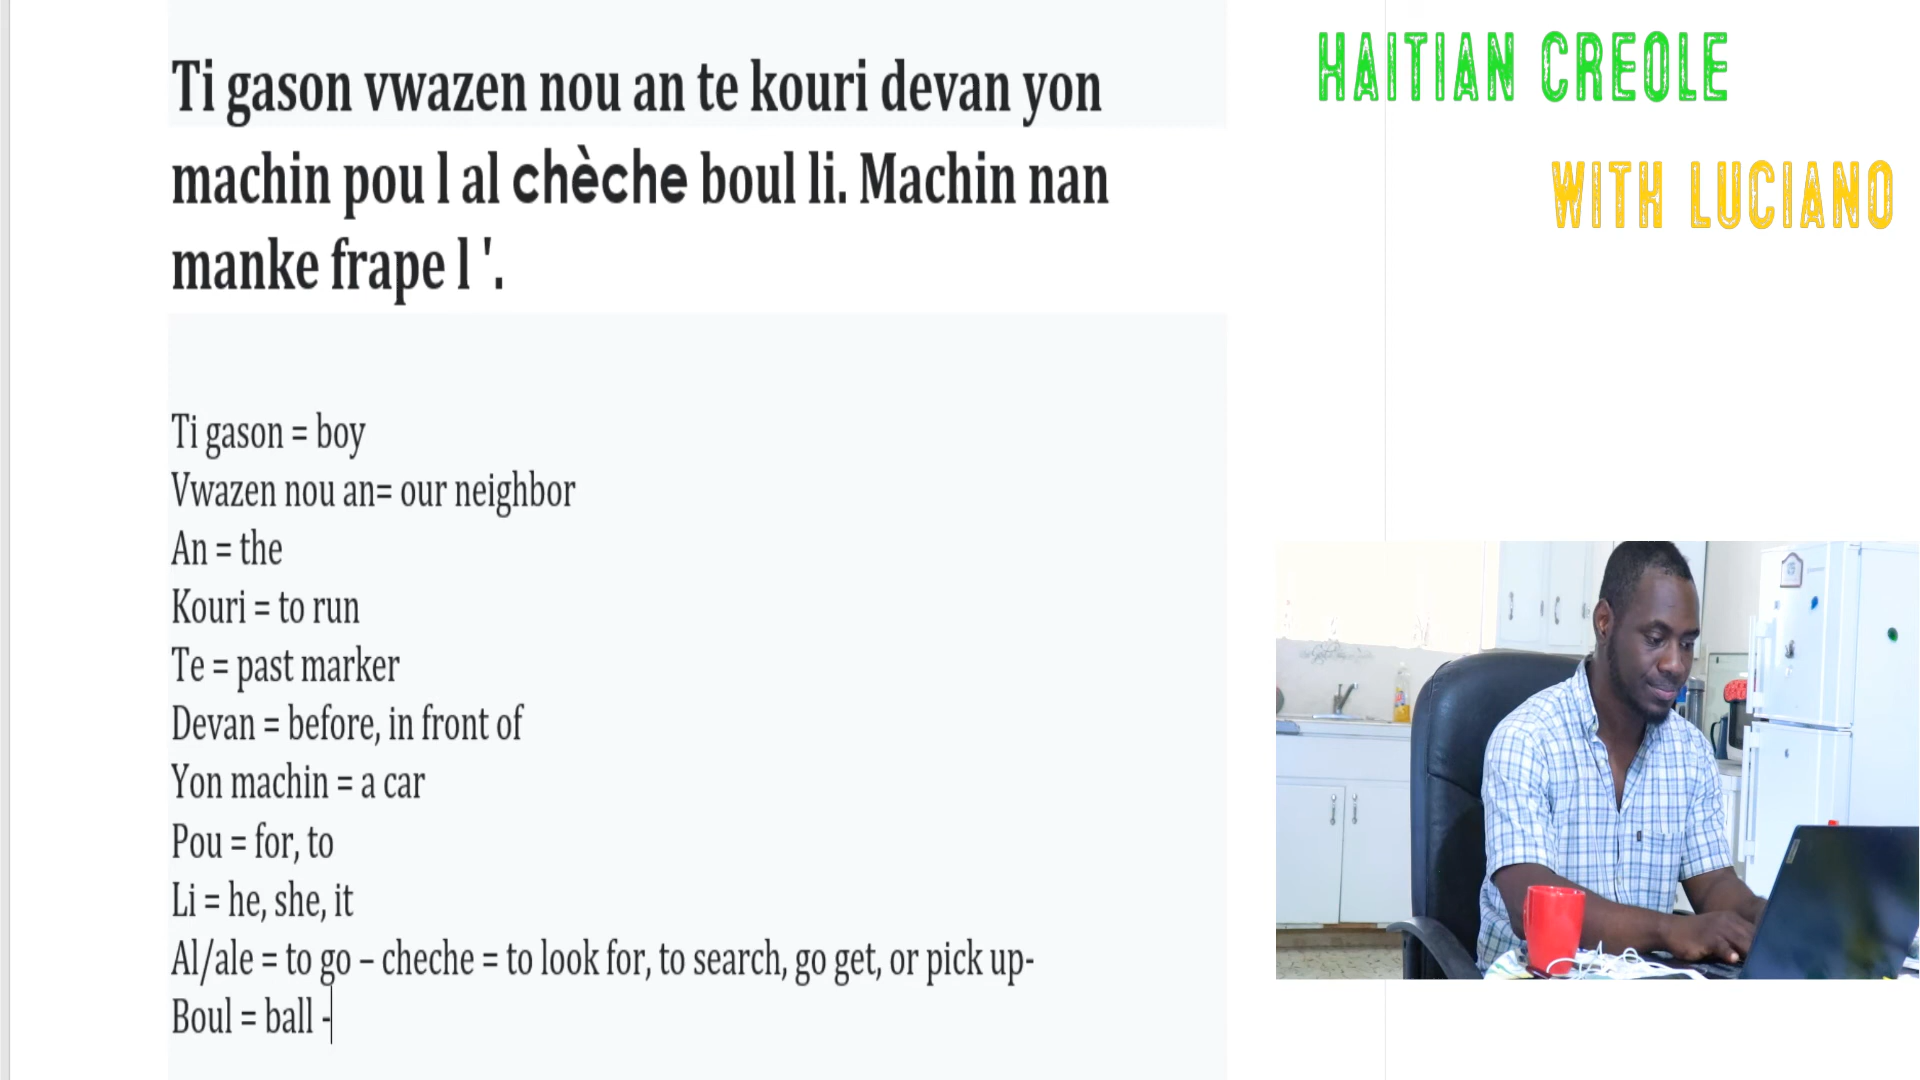 Ti gason vwazen nou an te kouri devan yon
machin pou l al chèche boul li. Machin nan
manke frape l '.
Ti gason = boy
Vwazen nou an= our neighbor
An = the
Kouri = to run
Te = past marker
Devan = before, in front of
Yon machin = a car
Pou = for, to
Li = he, she, it
Al/ale = to go – cheche = to look for, to search, go get, or pick up-
Boul = ball -
HAITIAN CREOLE
WITH LUCIANO